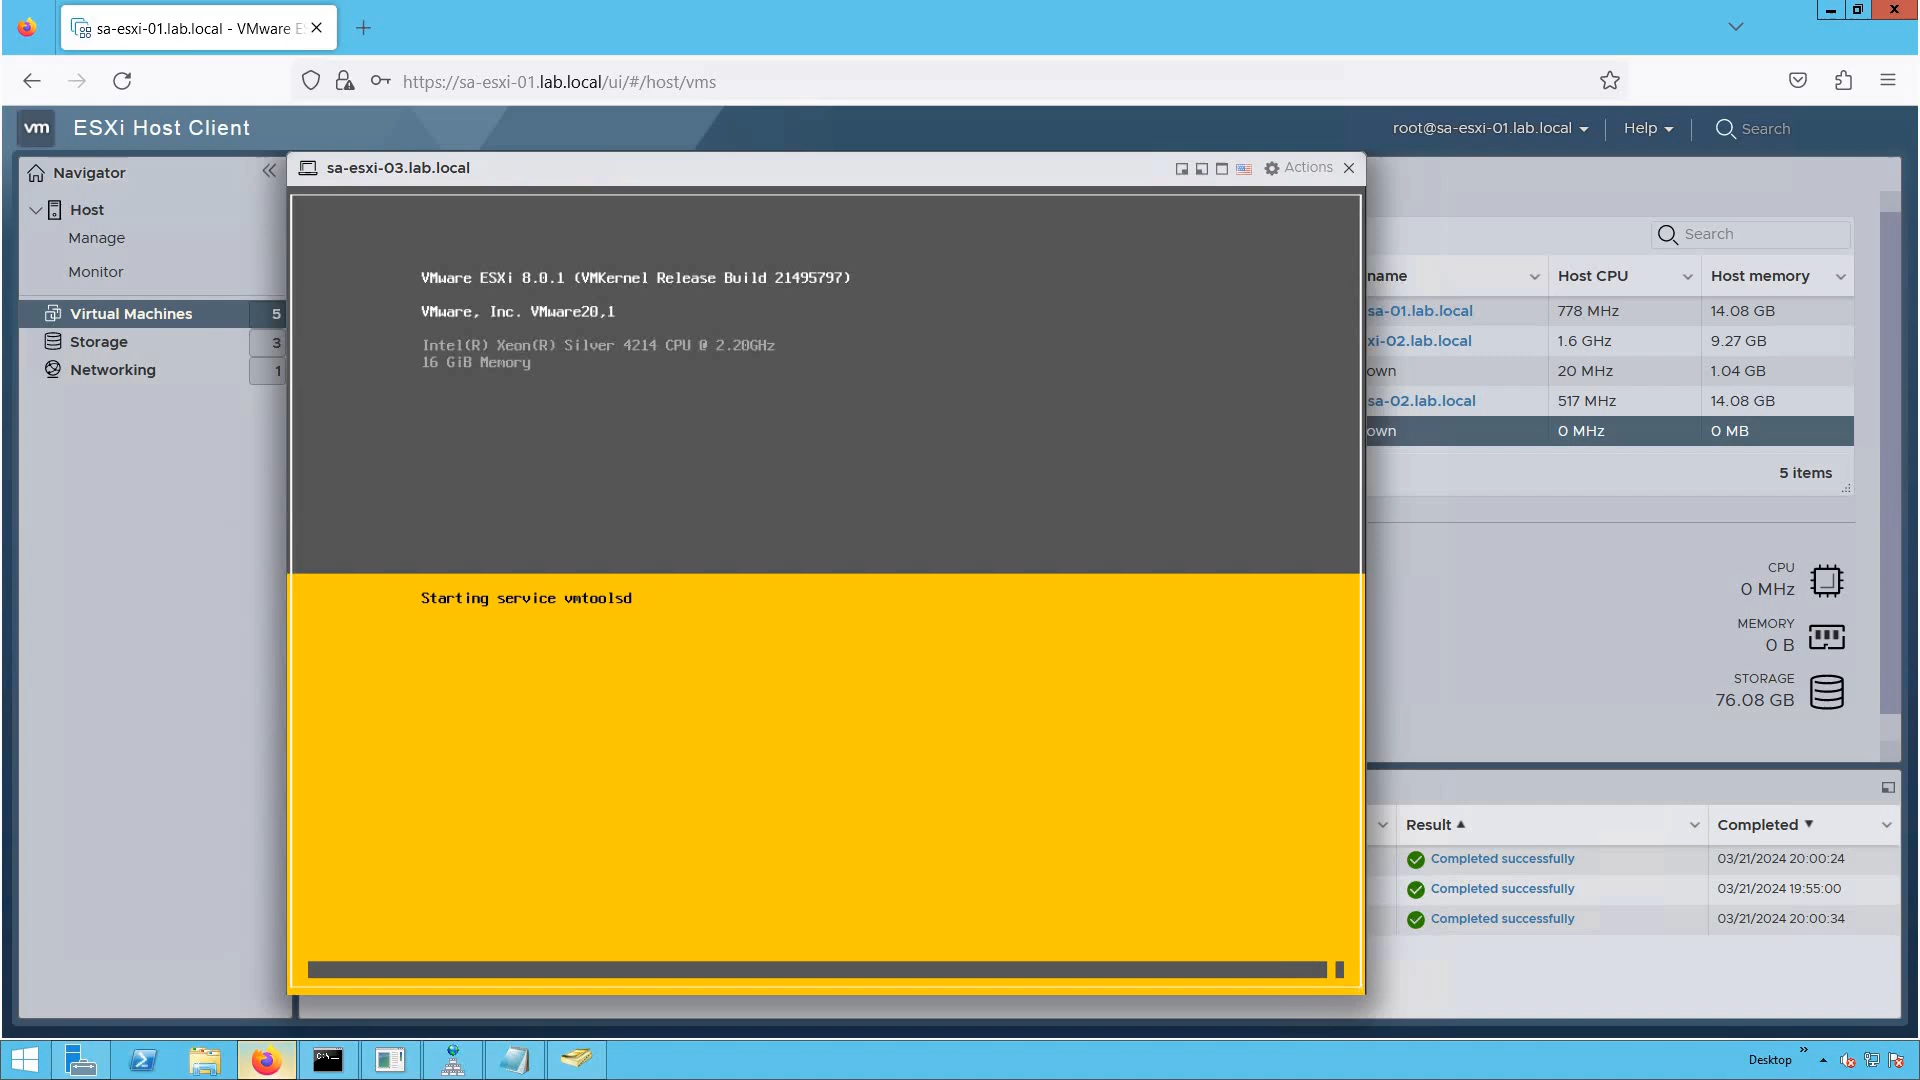 sa-esxi-01.lab.local - VMware E
https://sa-esxi-01.lab.local/ui/#/host/vms
vm ESXi Host Client
root@sa-esxi-01.lab.local
Help
Search
Navigator
Host
Manage
Monitor
Virtual Machines 5
Storage 3
Networking 1
sa-esxi-03.lab.local
Actions
VMware ESXi 8.0.1 (VMKernel Release Build 21495797)
VMware, Inc. VMware20,1
Intel(R) Xeon(R) Silver 4214 CPU @ 2.20GHz
16 GiB Memory
Starting service vmtoolsd
Search
name Host CPU Host memory
sa-01.lab.local 778 MHz 14.08 GB
xi-02.lab.local 1.6 GHz 9.27 GB
own 20 MHz 1.04 GB
sa-02.lab.local 517 MHz 14.08 GB
own 0 MHz 0 MB
5 items
CPU
0 MHz
MEMORY
0 B
STORAGE
76.08 GB
Result Completed
Completed successfully 03/21/2024 20:00:24
Completed successfully 03/21/2024 19:55:00
Completed successfully 03/21/2024 20:00:34
Desktop